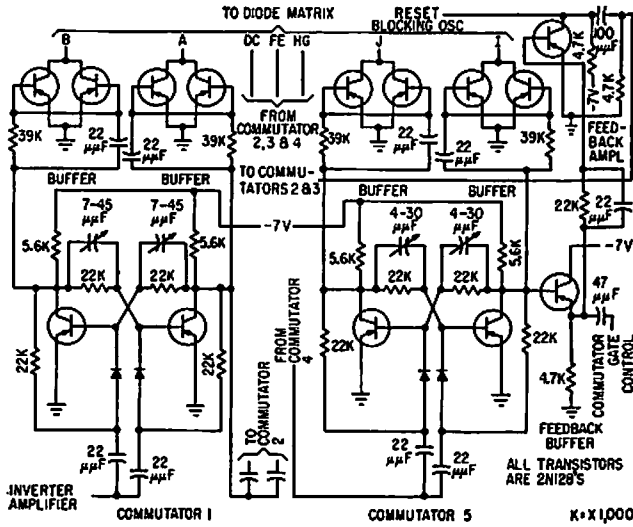 TO DIODE MATRIX
RESET
BLOCKING OSC
B
A
DC FE HG
J
I
100
μμF
4.7K
-7V
4.7K
FEED-
BACK
AMPL
39K
22
μμF
22
μμF
39K
FROM
COMMUTATOR
2,3 & 4
39K
22
μμF
22
μμF
39K
TO COMMU-
TATORS 2 & 3
BUFFER
BUFFER
-7V
BUFFER
BUFFER
22K
22
μμF
-7V
7-45
μμF
7-45
μμF
5.6K
5.6K
22K
22K
4-30
μμF
4-30
μμF
5.6K
5.6K
22K
22K
47
μμF
22K
22K
FROM
COMMUTATOR
4
22K
22K
4.7K
COMMUTATOR
GATE
CONTROL
FEEDBACK
BUFFER
22
μμF
22
μμF
TO
COMMUTATOR
2
22
μμF
22
μμF
ALL TRANSISTORS
ARE 2N128'S
INVERTER
AMPLIFIER
COMMUTATOR 1
COMMUTATOR 5
K=X1,000